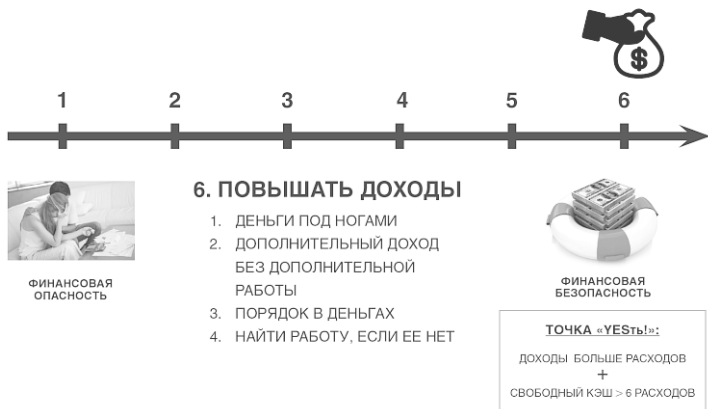 $
1 2 3 4 5 6
6. ПОВЫШАТЬ ДОХОДЫ
1. ДЕНЬГИ ПОД НОГАМИ
2. ДОПОЛНИТЕЛЬНЫЙ ДОХОД
БЕЗ ДОПОЛНИТЕЛЬНОЙ
РАБОТЫ
3. ПОРЯДОК В ДЕНЬГАХ
4. НАЙТИ РАБОТУ, ЕСЛИ ЕЕ НЕТ
ФИНАНСОВАЯ
ОПАСНОСТЬ
ФИНАНСОВАЯ
БЕЗОПАСНОСТЬ
ТОЧКА «YESть!»:
ДОХОДЫ БОЛЬШЕ РАСХОДОВ
+
СВОБОДНЫЙ КЭШ > 6 РАСХОДОВ